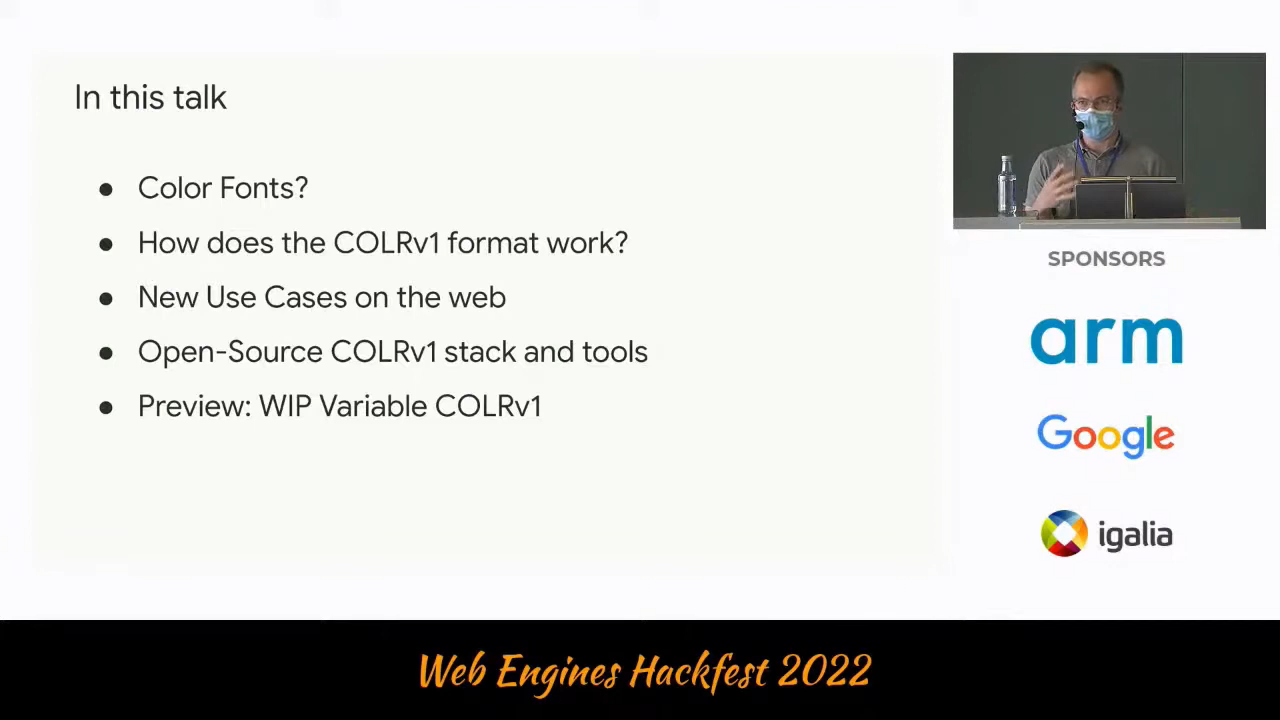 In this talk
● Color Fonts?
● How does the COLRv1 format work?
● New Use Cases on the web
● Open-Source COLRv1 stack and tools
● Preview: WIP Variable COLRv1
SPONSORS
arm
Google
igalia
Web Engines Hackfest 2022